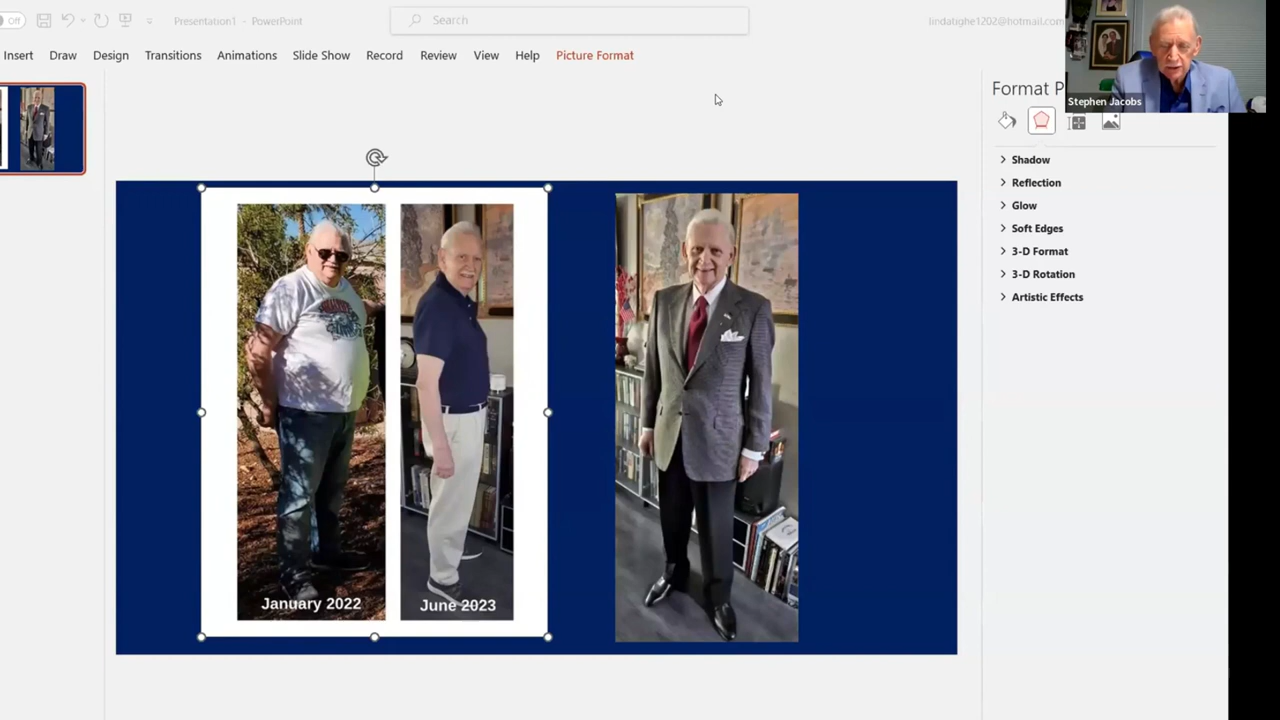 Off
Presentation1 - PowerPoint
Search
lindatighe1202@hotmail.com
Insert Draw Design Transitions Animations Slide Show Record Review View Help Picture Format
Stephen Jacobs
Format P
Shadow
Reflection
Glow
Soft Edges
3-D Format
3-D Rotation
Artistic Effects
January 2022
June 2023